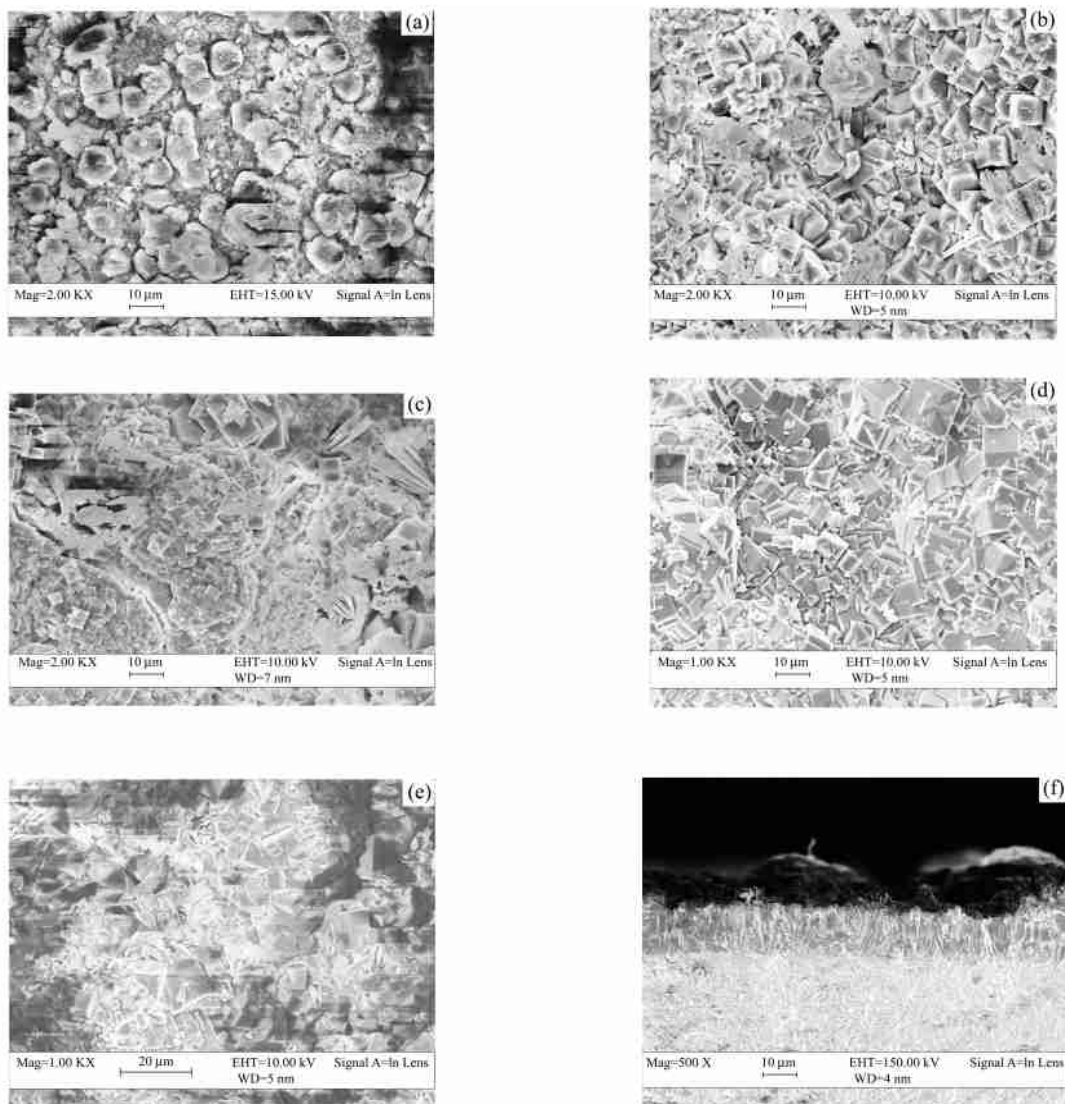 (a)
Mag=2.00 KX 10 μm EHT=15.00 kV Signal A=In Lens
(b)
Mag=2.00 KX 10 μm EHT=10.00 kV Signal A=In Lens
WD=5 nm
(c)
Mag=2.00 KX 10 μm EHT=10.00 kV Signal A=In Lens
WD=7 nm
(d)
Mag=1.00 KX 10 μm EHT=10.00 kV Signal A=In Lens
WD=5 nm
(e)
Mag=1.00 KX 20 μm EHT=10.00 kV Signal A=In Lens
WD=5 nm
(f)
Mag=500 X 10 μm EHT=150.00 kV Signal A=In Lens
WD=4 nm